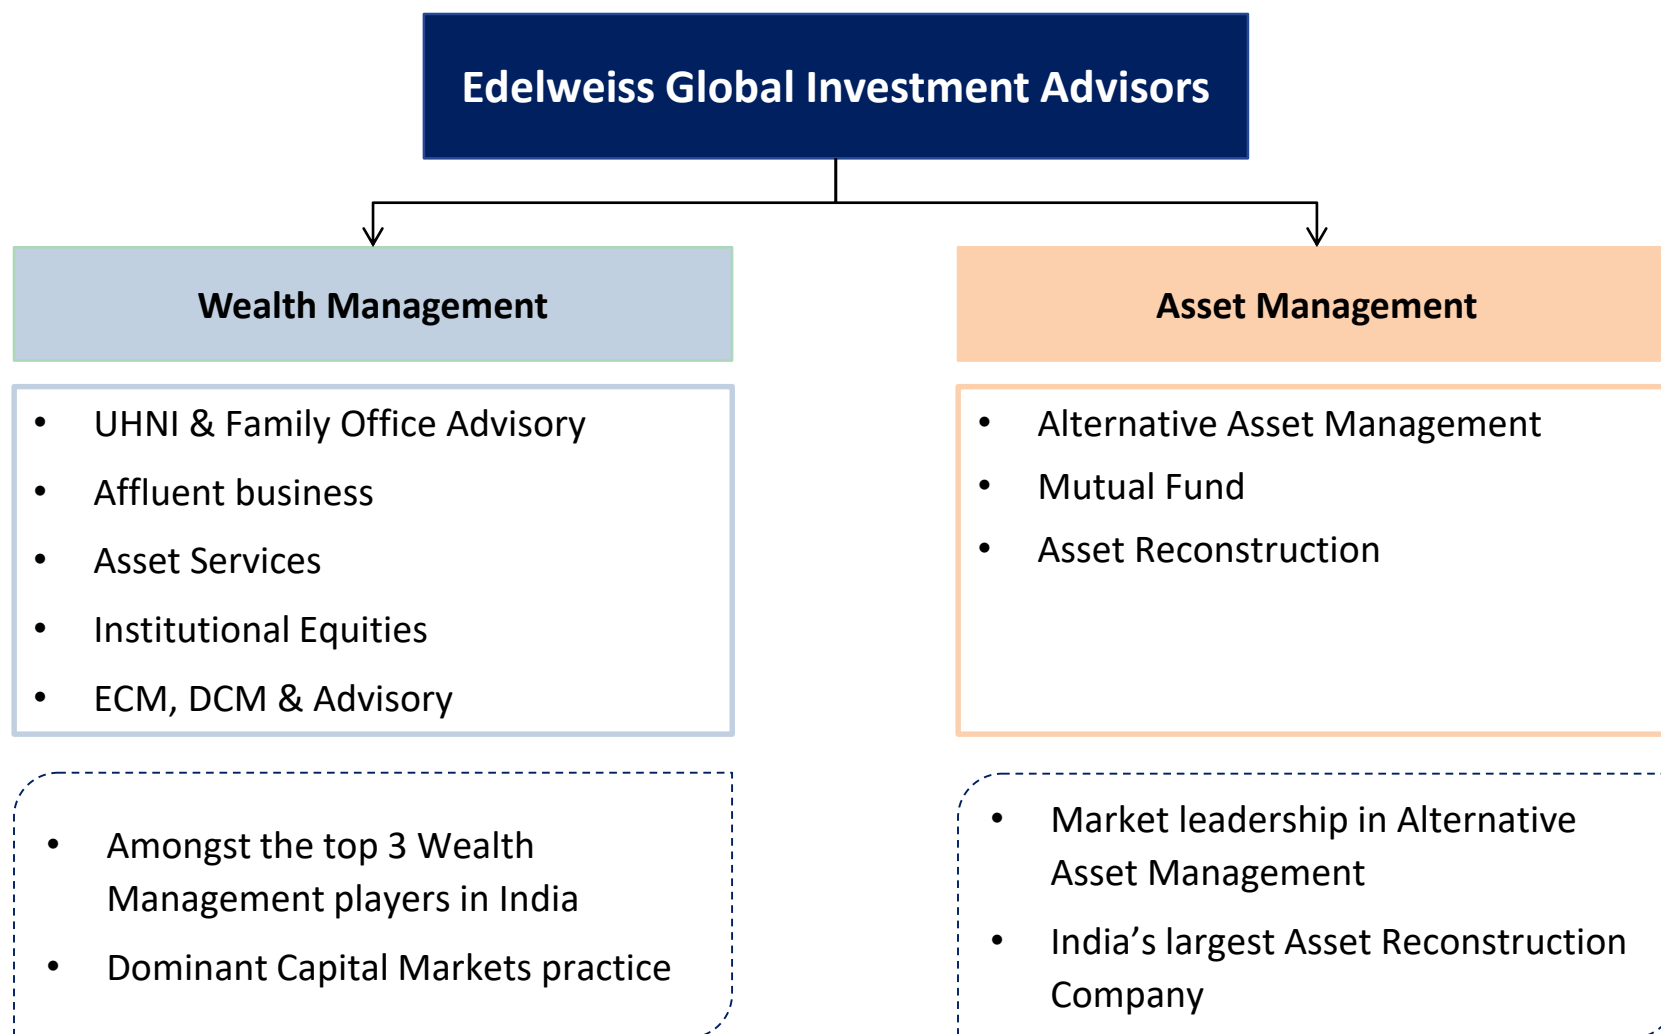 Edelweiss Global Investment Advisors
Wealth Management
• UHNI & Family Office Advisory
• Affluent business
• Asset Services
• Institutional Equities
• ECM, DCM & Advisory
• Amongst the top 3 Wealth
Management players in India
• Dominant Capital Markets practice
Asset Management
• Alternative Asset Management
• Mutual Fund
• Asset Reconstruction
• Market leadership in Alternative
Asset Management
• India’s largest Asset Reconstruction
Company